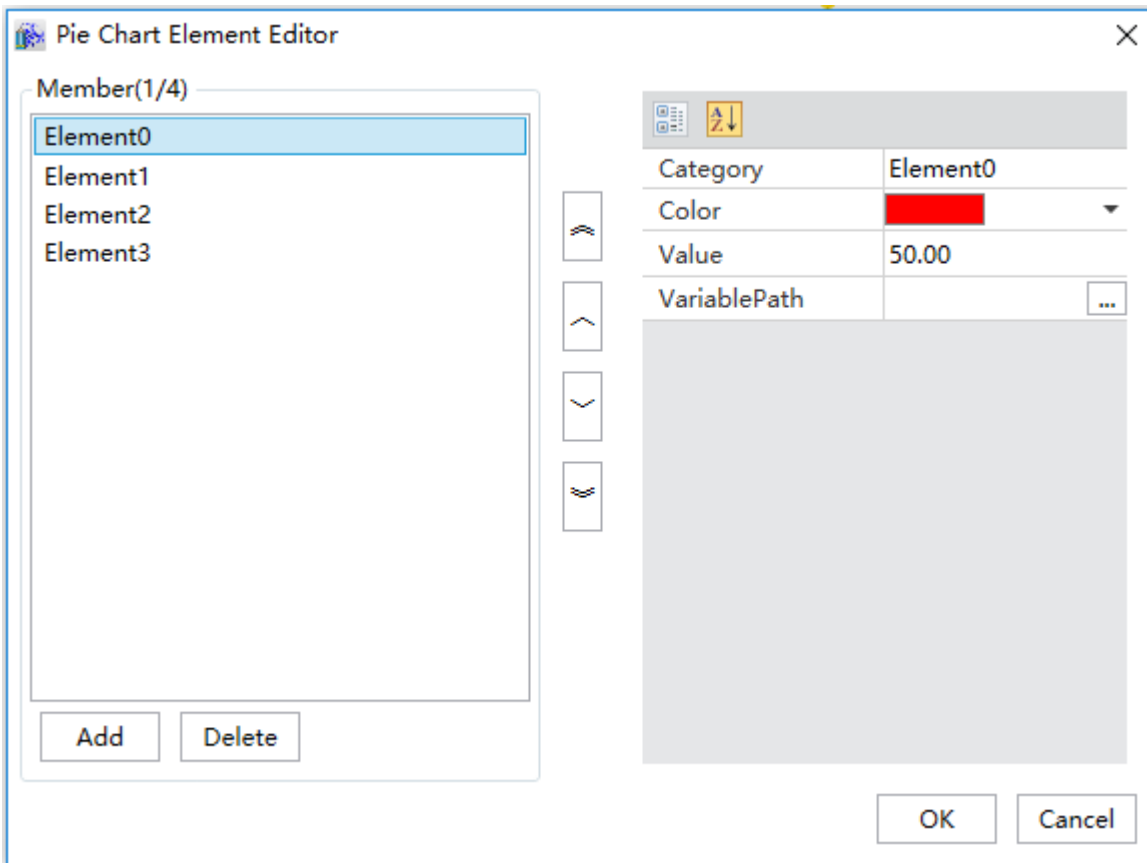 Pie Chart Element Editor
Member(1/4)
Element0
Element1
Element2
Element3
Add Delete
Category Element0
Color
Value 50.00
VariablePath ...
OK Cancel